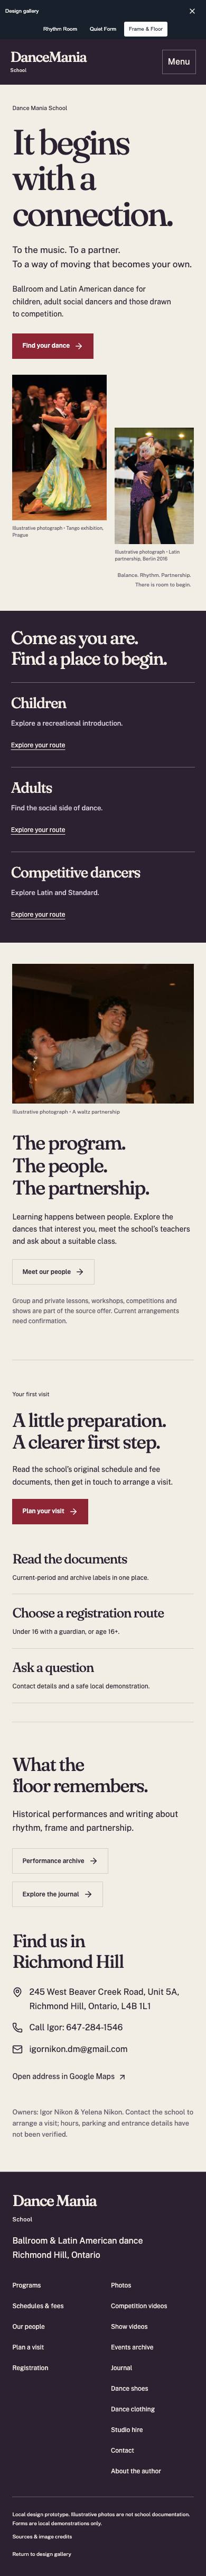 Design gallery
Rhythm Room Quiet Form Frame & Floor
DanceMania
School
Menu
Dance Mania School
It begins
with a
connection.
To the music. To a partner.
To a way of moving that becomes your own.
Ballroom and Latin American dance for
children, adult social dancers and those drawn
to competition.
Find your dance
Illustrative photograph · Tango exhibition,
Prague
Illustrative photograph · Latin
partnership, Berlin 2016
Balance. Rhythm. Partnership.
There is room to begin.
Come as you are.
Find a place to begin.
Children
Explore a recreational introduction.
Explore your route
Adults
Find the social side of dance.
Explore your route
Competitive dancers
Explore Latin and Standard.
Explore your route
Illustrative photograph · A waltz partnership
The program.
The people.
The partnership.
Learning happens between people. Explore the
dances that interest you, meet the school's teachers
and ask about a suitable class.
Meet our people
Group and private lessons, workshops, competitions and
shows are part of the source offer. Current arrangements
need confirmation.
Your first visit
A little preparation.
A clearer first step.
Read the school's original schedule and fee
documents, then get in touch to arrange a visit.
Plan your visit
Read the documents
Current-period and archive labels in one place.
Choose a registration route
Under 16 with a guardian, or age 16+.
Ask a question
Contact details and a safe local demonstration.
What the
floor remembers.
Historical performances and writing about
rhythm, frame and partnership.
Performance archive
Explore the journal
Find us in
Richmond Hill
245 West Beaver Creek Road, Unit 5A,
Richmond Hill, Ontario, L4B 1L1
Call Igor: 647-284-1546
igornikon.dm@gmail.com
Open address in Google Maps
Owners: Igor Nikon & Yelena Nikon. Contact the school to
arrange a visit; hours, parking and entrance details have
not been verified.
Dance Mania
School
Ballroom & Latin American dance
Richmond Hill, Ontario
Programs
Schedules & fees
Our people
Plan a visit
Registration
Photos
Competition videos
Show videos
Events archive
Journal
Dance shoes
Dance clothing
Studio hire
Contact
About the author
Local design prototype. Illustrative photos are not school documentation.
Forms are local demonstrations only.
Sources & image credits
Return to design gallery